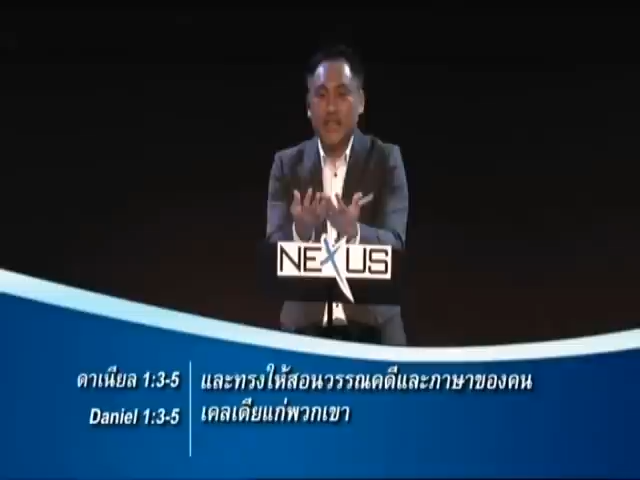 NEXUS
ดาเนียล 1:3-5
Daniel 1:3-5
และทรงให้สอนวรรณคดีและภาษาของคน
เคลเดียแก่พวกเขา